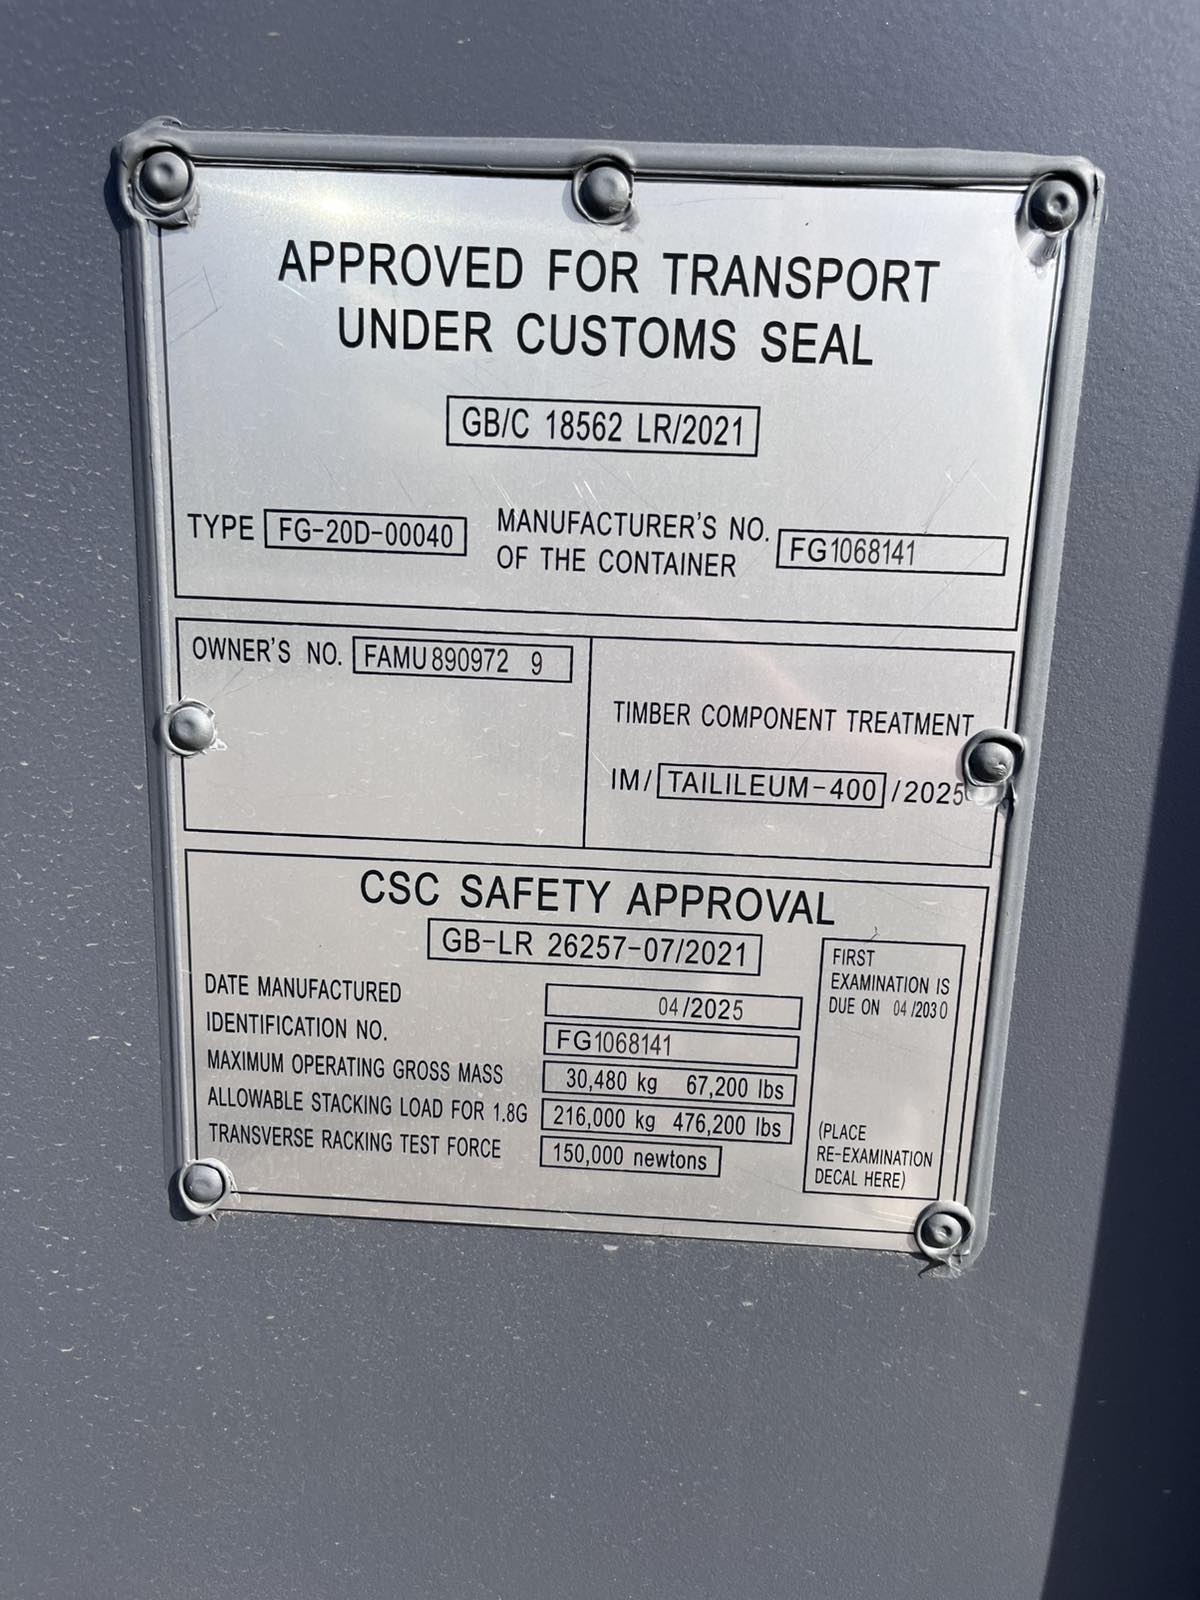 APPROVED FOR TRANSPORT
UNDER CUSTOMS SEAL
GB/C 18562 LR/2021
TYPE FG-20D-00040
MANUFACTURER'S NO.
OF THE CONTAINER FG1068141
OWNER'S NO. FAMU890972 9
TIMBER COMPONENT TREATMENT
IM/ TAILILEUM-400 /2025
CSC SAFETY APPROVAL
GB-LR 26257-07/2021
DATE MANUFACTURED 04/2025
IDENTIFICATION NO. FG1068141
MAXIMUM OPERATING GROSS MASS 30,480 kg 67,200 lbs
ALLOWABLE STACKING LOAD FOR 1.8G 216,000 kg 476,200 lbs
TRANSVERSE RACKING TEST FORCE 150,000 newtons
FIRST
EXAMINATION IS
DUE ON 04/2030
(PLACE
RE-EXAMINATION
DECAL HERE)